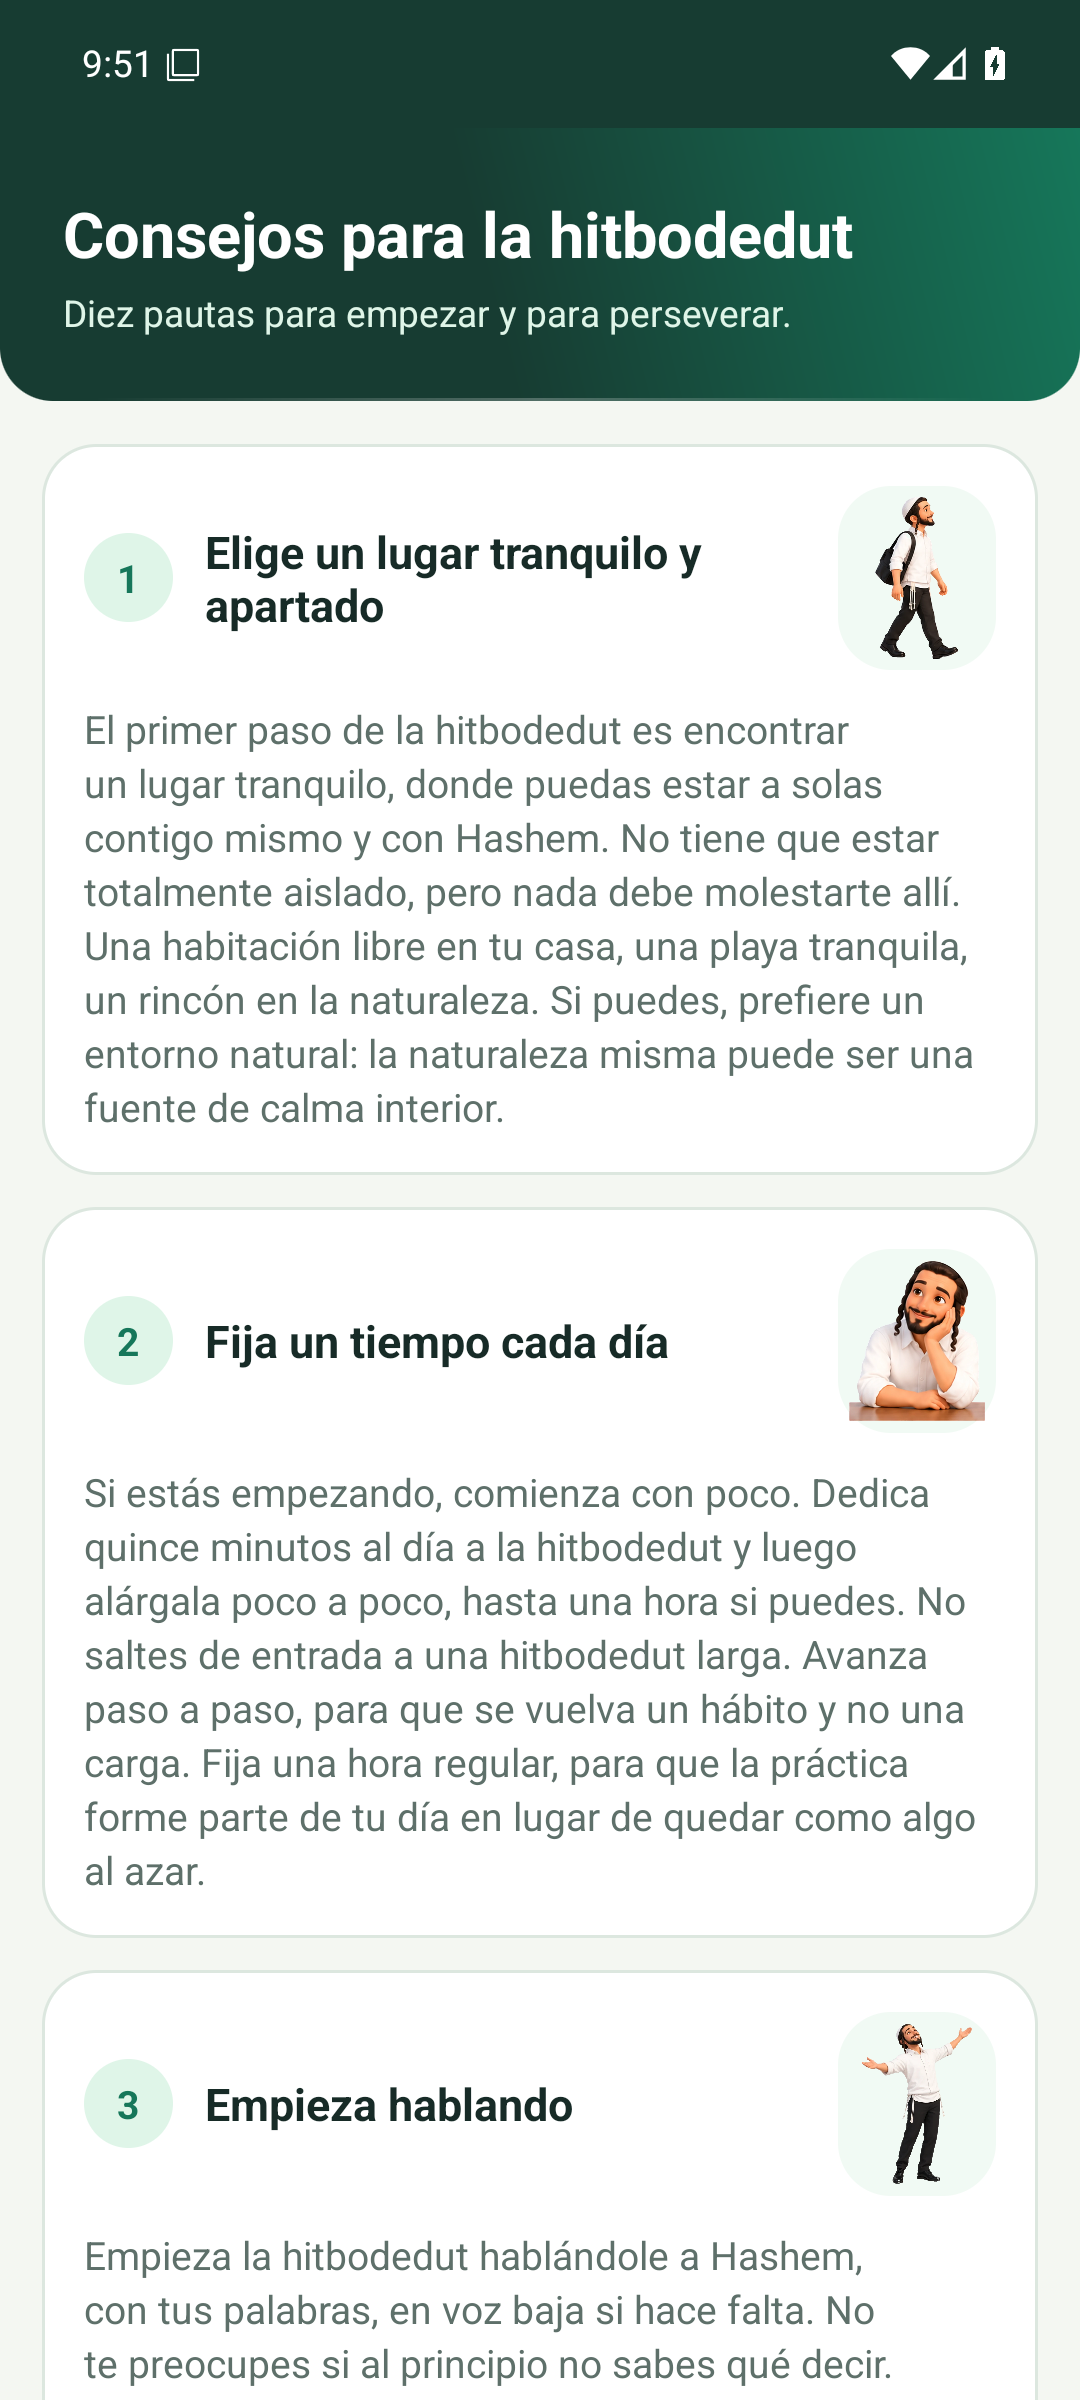 9:51
Consejos para la hitbodedut
Diez pautas para empezar y para perseverar.
1
Elige un lugar tranquilo y
apartado
El primer paso de la hitbodedut es encontrar
un lugar tranquilo, donde puedas estar a solas
contigo mismo y con Hashem. No tiene que estar
totalmente aislado, pero nada debe molestarte allí.
Una habitación libre en tu casa, una playa tranquila,
un rincón en la naturaleza. Si puedes, prefiere un
entorno natural: la naturaleza misma puede ser una
fuente de calma interior.
2
Fija un tiempo cada día
Si estás empezando, comienza con poco. Dedica
quince minutos al día a la hitbodedut y luego
alárgala poco a poco, hasta una hora si puedes. No
saltes de entrada a una hitbodedut larga. Avanza
paso a paso, para que se vuelva un hábito y no una
carga. Fija una hora regular, para que la práctica
forme parte de tu día en lugar de quedar como algo
al azar.
3
Empieza hablando
Empieza la hitbodedut hablándole a Hashem,
con tus palabras, en voz baja si hace falta. No
te preocupes si al principio no sabes qué decir.